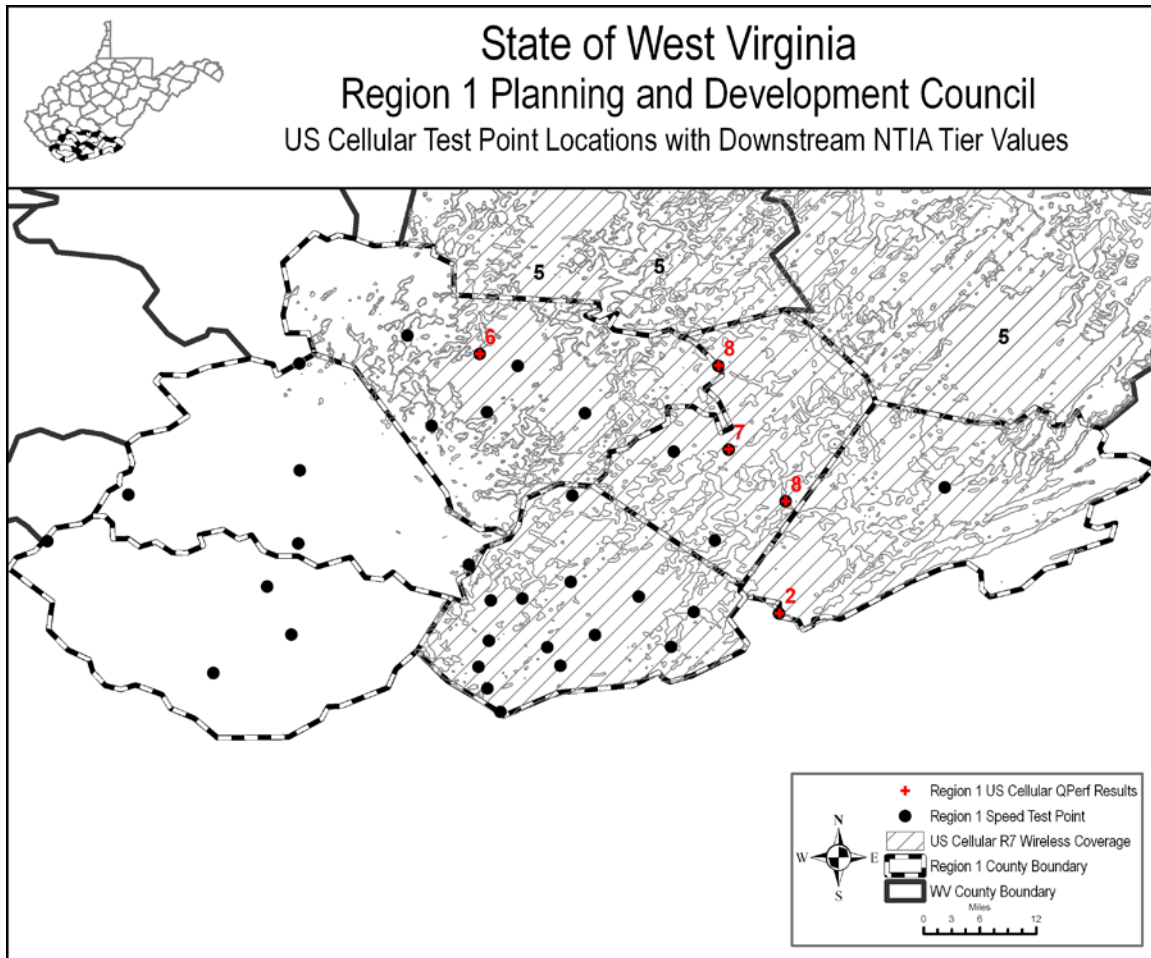 State of West Virginia
Region 1 Planning and Development Council
US Cellular Test Point Locations with Downstream NTIA Tier Values
5
5
5
6
8
7
8
2
N
W
E
S
Region 1 US Cellular QPerf Results
Region 1 Speed Test Point
US Cellular R7 Wireless Coverage
Region 1 County Boundary
WV County Boundary
Miles
0 3 6 12